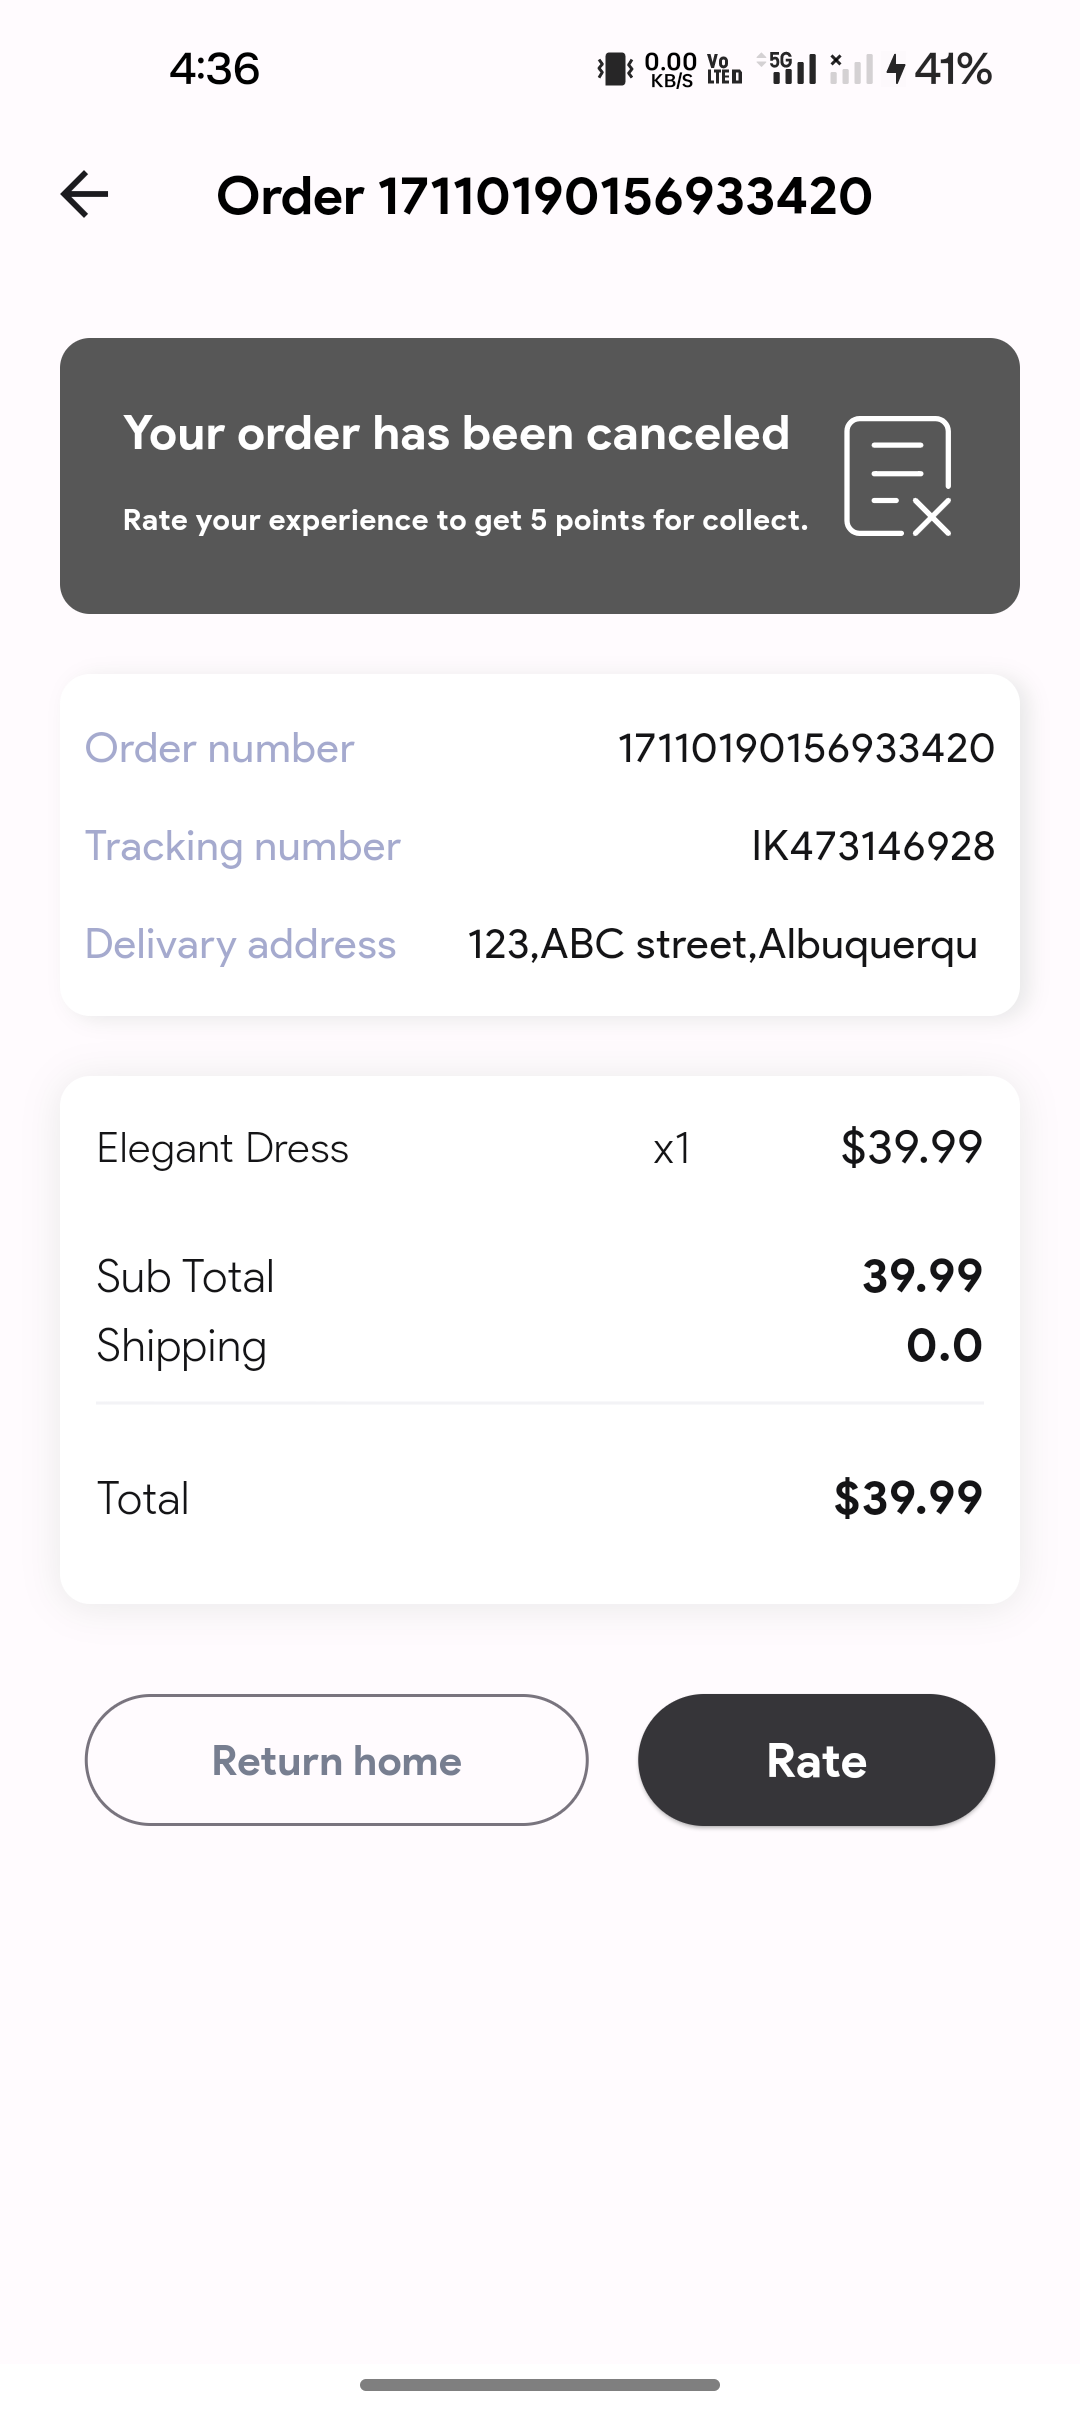 4:36
0.00 KB/S Vo LTE 5G 41%
Order 17110190156933420
Your order has been canceled
Rate your experience to get 5 points for collect.
Order number 17110190156933420
Tracking number IK473146928
Delivary address 123,ABC street,Albuquerqu
Elegant Dress x1 $39.99
Sub Total 39.99
Shipping 0.0
Total $39.99
Return home Rate